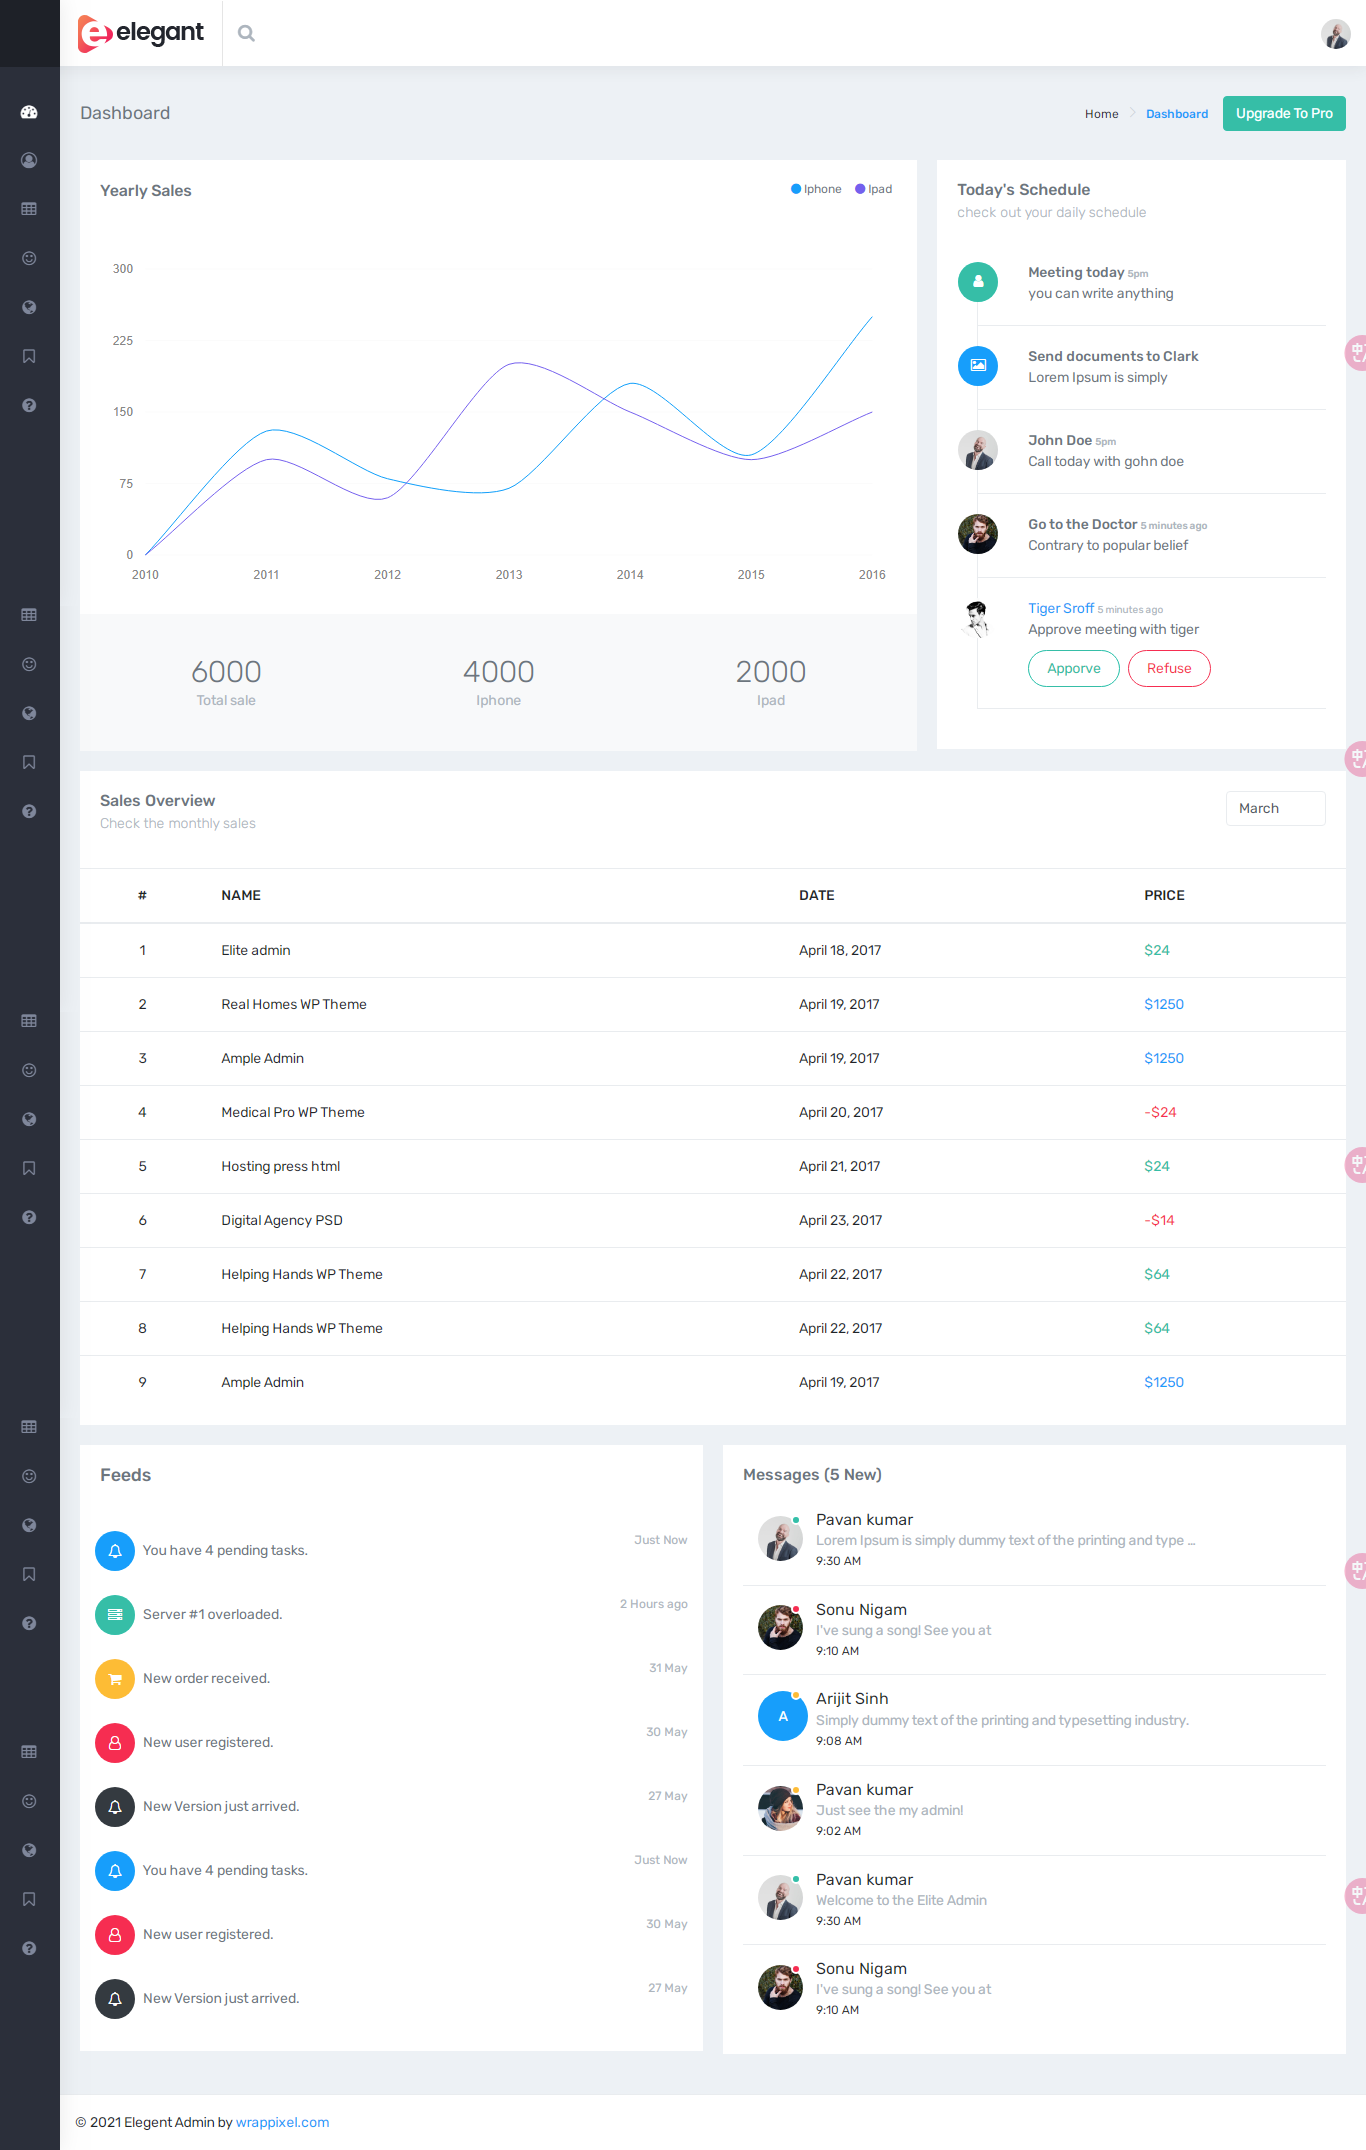 elegant
Dashboard
Home
Dashboard
Upgrade To Pro
Yearly Sales
Iphone
Ipad
300
225
150
75
0
2010 2011 2012 2013 2014 2015 2016
6000
Total sale
4000
Iphone
2000
Ipad
Today's Schedule
check out your daily schedule
Meeting today 5pm
you can write anything
Send documents to Clark
Lorem Ipsum is simply
John Doe 5pm
Call today with gohn doe
Go to the Doctor 5 minutes ago
Contrary to popular belief
Tiger Sroff 5 minutes ago
Approve meeting with tiger
Apporve
Refuse
Sales Overview
Check the monthly sales
March
# NAME DATE PRICE
1 Elite admin April 18, 2017 $24
2 Real Homes WP Theme April 19, 2017 $1250
3 Ample Admin April 19, 2017 $1250
4 Medical Pro WP Theme April 20, 2017 -$24
5 Hosting press html April 21, 2017 $24
6 Digital Agency PSD April 23, 2017 -$14
7 Helping Hands WP Theme April 22, 2017 $64
8 Helping Hands WP Theme April 22, 2017 $64
9 Ample Admin April 19, 2017 $1250
Feeds
You have 4 pending tasks. Just Now
Server #1 overloaded. 2 Hours ago
New order received. 31 May
New user registered. 30 May
New Version just arrived. 27 May
You have 4 pending tasks. Just Now
New user registered. 30 May
New Version just arrived. 27 May
Messages (5 New)
Pavan kumar
Lorem Ipsum is simply dummy text of the printing and type ...
9:30 AM
Sonu Nigam
I've sung a song! See you at
9:10 AM
A
Arijit Sinh
Simply dummy text of the printing and typesetting industry.
9:08 AM
Pavan kumar
Just see the my admin!
9:02 AM
Pavan kumar
Welcome to the Elite Admin
9:30 AM
Sonu Nigam
I've sung a song! See you at
9:10 AM
© 2021 Elegent Admin by wrappixel.com